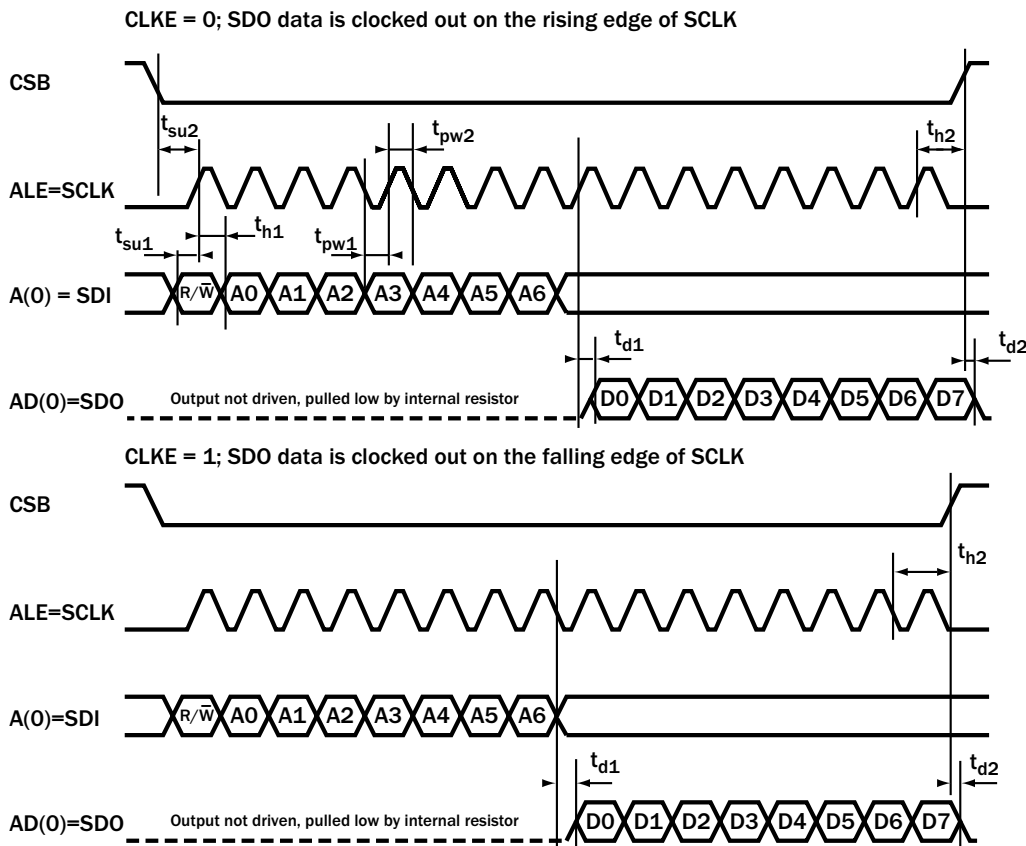 CLKE = 0; SDO data is clocked out on the rising edge of SCLK
CSB
tsu2
tpw2
th2
ALE=SCLK
tsu1
th1
tpw1
A(0) = SDI
R/W̅ A0 A1 A2 A3 A4 A5 A6
td1
td2
AD(0)=SDO
Output not driven, pulled low by internal resistor
D0 D1 D2 D3 D4 D5 D6 D7
CLKE = 1; SDO data is clocked out on the falling edge of SCLK
CSB
th2
ALE=SCLK
A(0)=SDI
R/W̅ A0 A1 A2 A3 A4 A5 A6
td1
td2
AD(0)=SDO
Output not driven, pulled low by internal resistor
D0 D1 D2 D3 D4 D5 D6 D7